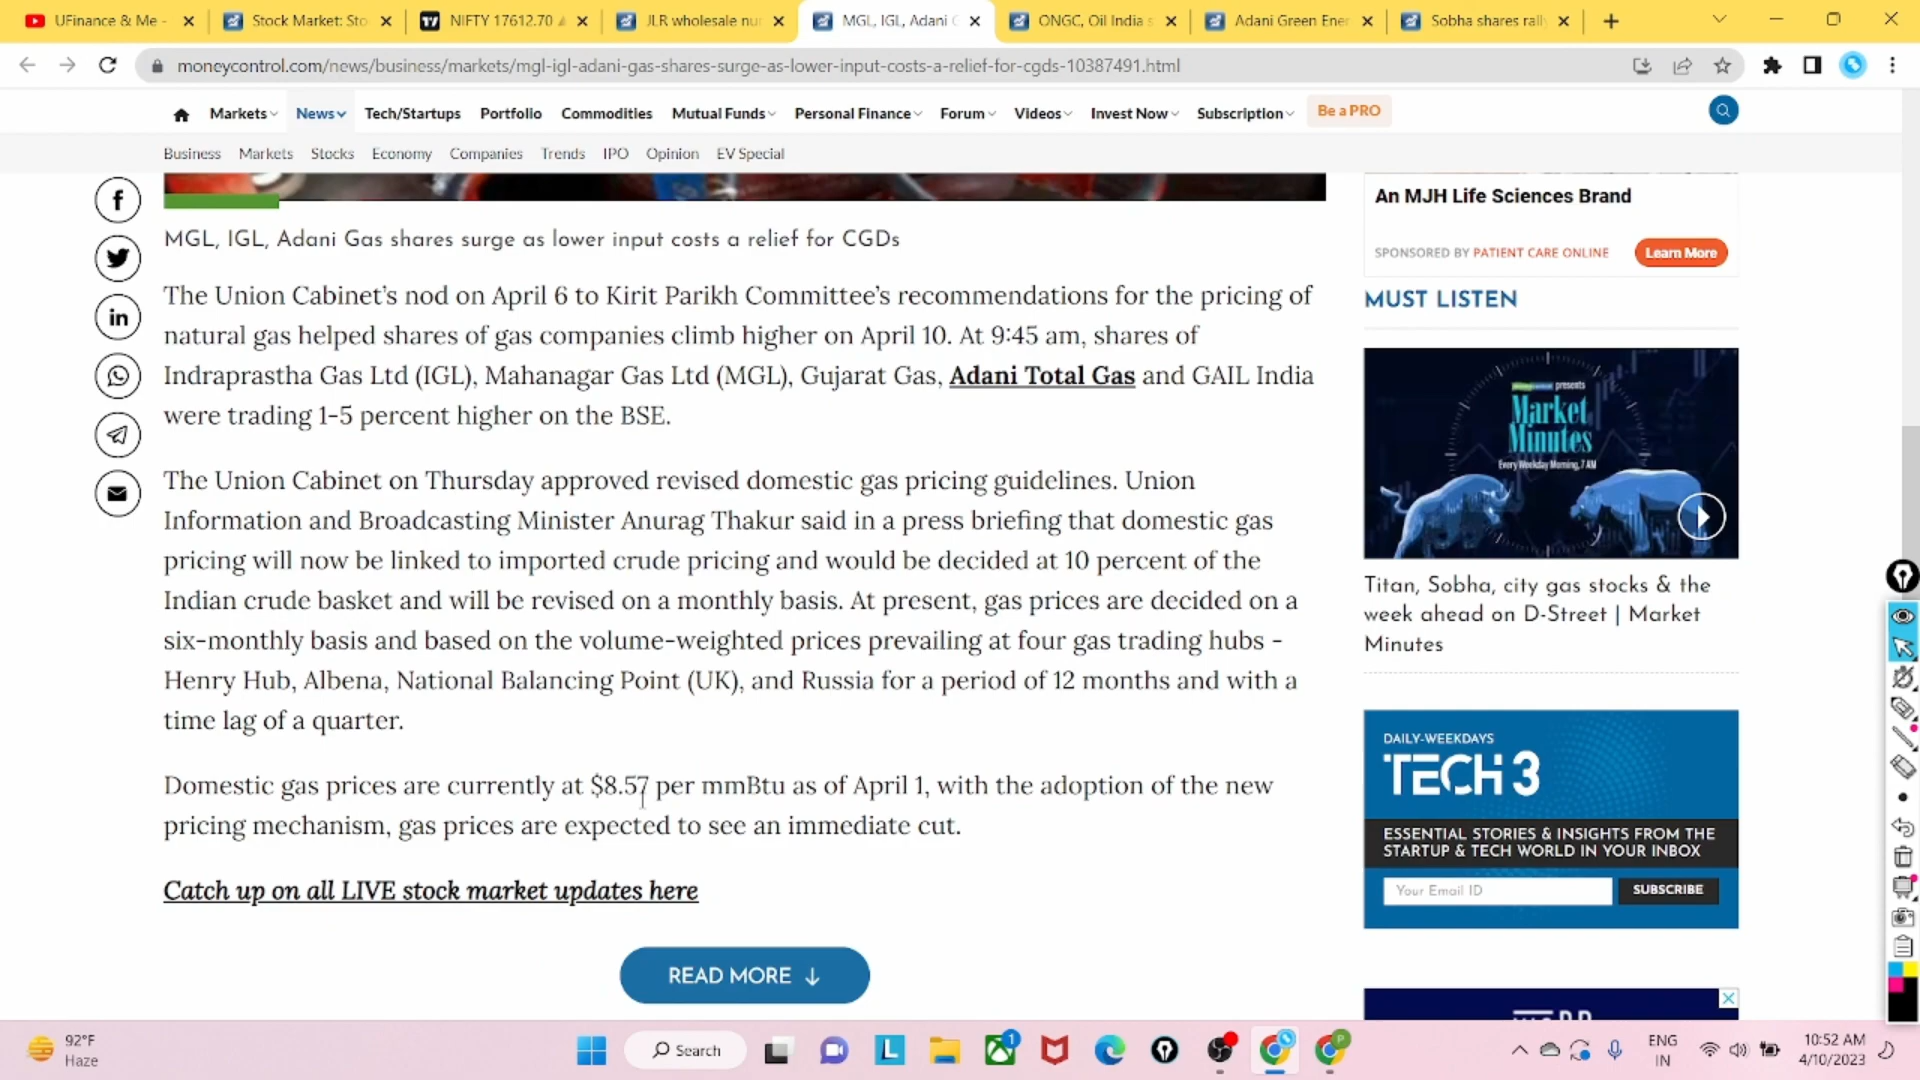 UFinance & Me -
Stock Market: Sto
NIFTY 17612.70
JLR wholesale nu
MGL, IGL, Adani G
ONGC, Oil India s
Adani Green Ener
Sobha shares rall
moneycontrol.com/news/business/markets/mgl-igl-adani-gas-shares-surge-as-lower-input-costs-a-relief-for-cgds-10387491.html
Markets News Tech/Startups Portfolio Commodities Mutual Funds Personal Finance Forum Videos Invest Now Subscription Be a PRO
Business Markets Stocks Economy Companies Trends IPO Opinion EV Special
MGL, IGL, Adani Gas shares surge as lower input costs a relief for CGDs
The Union Cabinet's nod on April 6 to Kirit Parikh Committee's recommendations for the pricing of
natural gas helped shares of gas companies climb higher on April 10. At 9:45 am, shares of
Indraprastha Gas Ltd (IGL), Mahanagar Gas Ltd (MGL), Gujarat Gas, Adani Total Gas and GAIL India
were trading 1-5 percent higher on the BSE.
The Union Cabinet on Thursday approved revised domestic gas pricing guidelines. Union
Information and Broadcasting Minister Anurag Thakur said in a press briefing that domestic gas
pricing will now be linked to imported crude pricing and would be decided at 10 percent of the
Indian crude basket and will be revised on a monthly basis. At present, gas prices are decided on a
six-monthly basis and based on the volume-weighted prices prevailing at four gas trading hubs -
Henry Hub, Albena, National Balancing Point (UK), and Russia for a period of 12 months and with a
time lag of a quarter.
Domestic gas prices are currently at $8.57 per mmBtu as of April 1, with the adoption of the new
pricing mechanism, gas prices are expected to see an immediate cut.
Catch up on all LIVE stock market updates here
READ MORE ↓
An MJH Life Sciences Brand
SPONSORED BY PATIENT CARE ONLINE
Learn More
MUST LISTEN
presents
Market
Minutes
Every Weekday Morning, 7 AM
Titan, Sobha, city gas stocks & the
week ahead on D-Street | Market
Minutes
DAILY-WEEKDAYS
TECH 3
ESSENTIAL STORIES & INSIGHTS FROM THE
STARTUP & TECH WORLD IN YOUR INBOX
Your Email ID
SUBSCRIBE
92°F
Haze
Search
ENG
IN
10:52 AM
4/10/2023